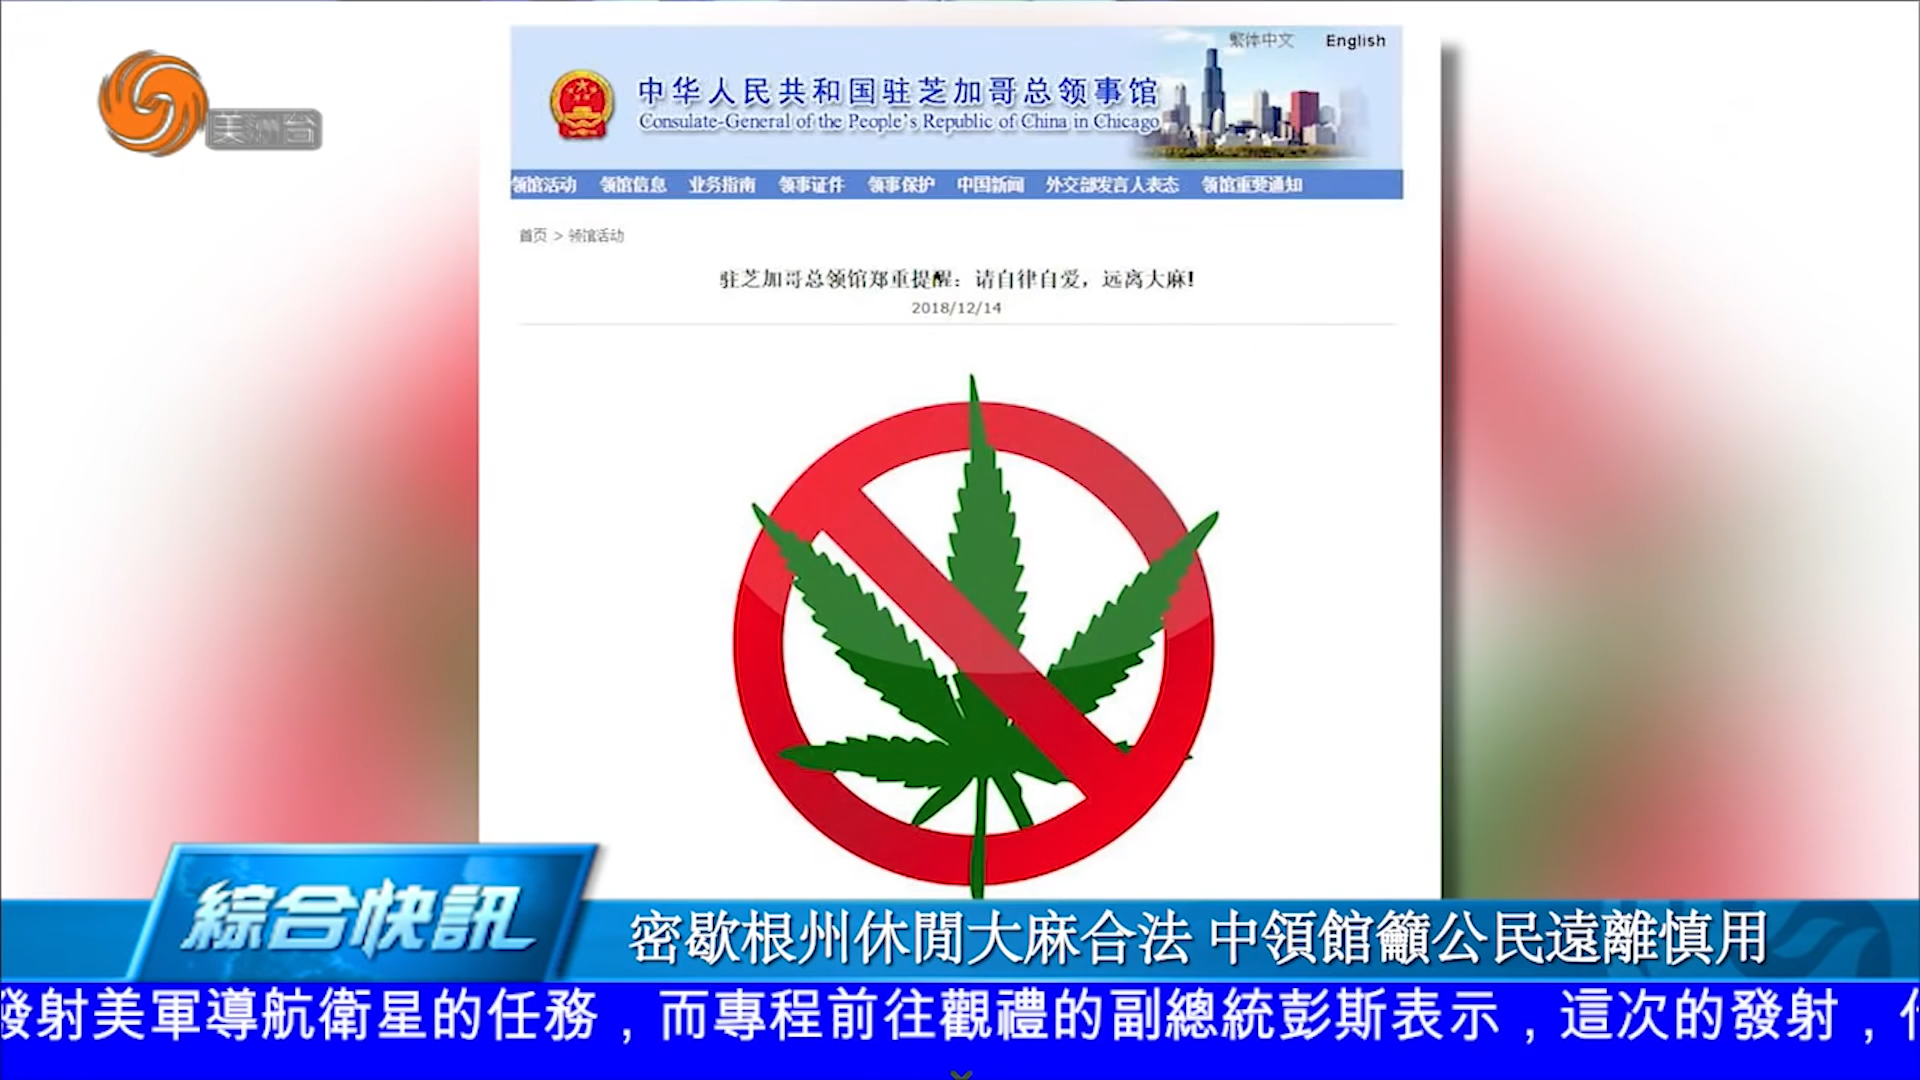 美洲台
繁体中文 English
中华人民共和国驻芝加哥总领事馆
Consulate-General of the People's Republic of China in Chicago
领馆活动 领馆信息 业务指南 领事证件 领事保护 中国新闻 外交部发言人表态 领馆重要通知
首页 > 领馆活动
驻芝加哥总领馆郑重提醒：请自律自爱，远离大麻!
2018/12/14
綜合快訊
密歇根州休閒大麻合法 中領館籲公民遠離慎用
發射美軍導航衛星的任務，而專程前往觀禮的副總統彭斯表示，這次的發射，